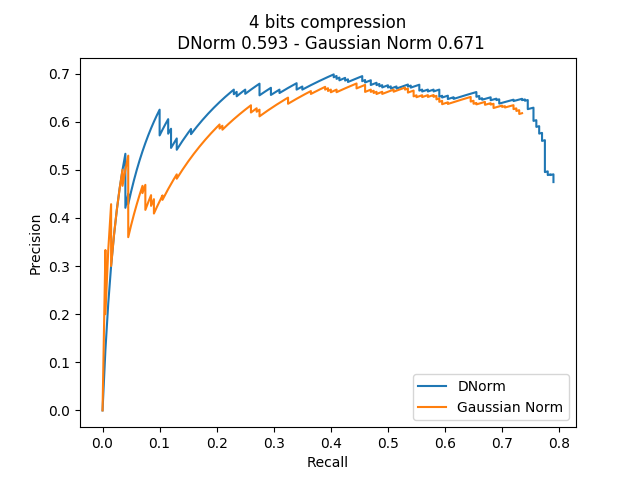 4 bits compression
DNorm 0.593 - Gaussian Norm 0.671
Precision
0.7
0.6
0.5
0.4
0.3
0.2
0.1
0.0
DNorm
Gaussian Norm
0.0 0.1 0.2 0.3 0.4 0.5 0.6 0.7 0.8
Recall